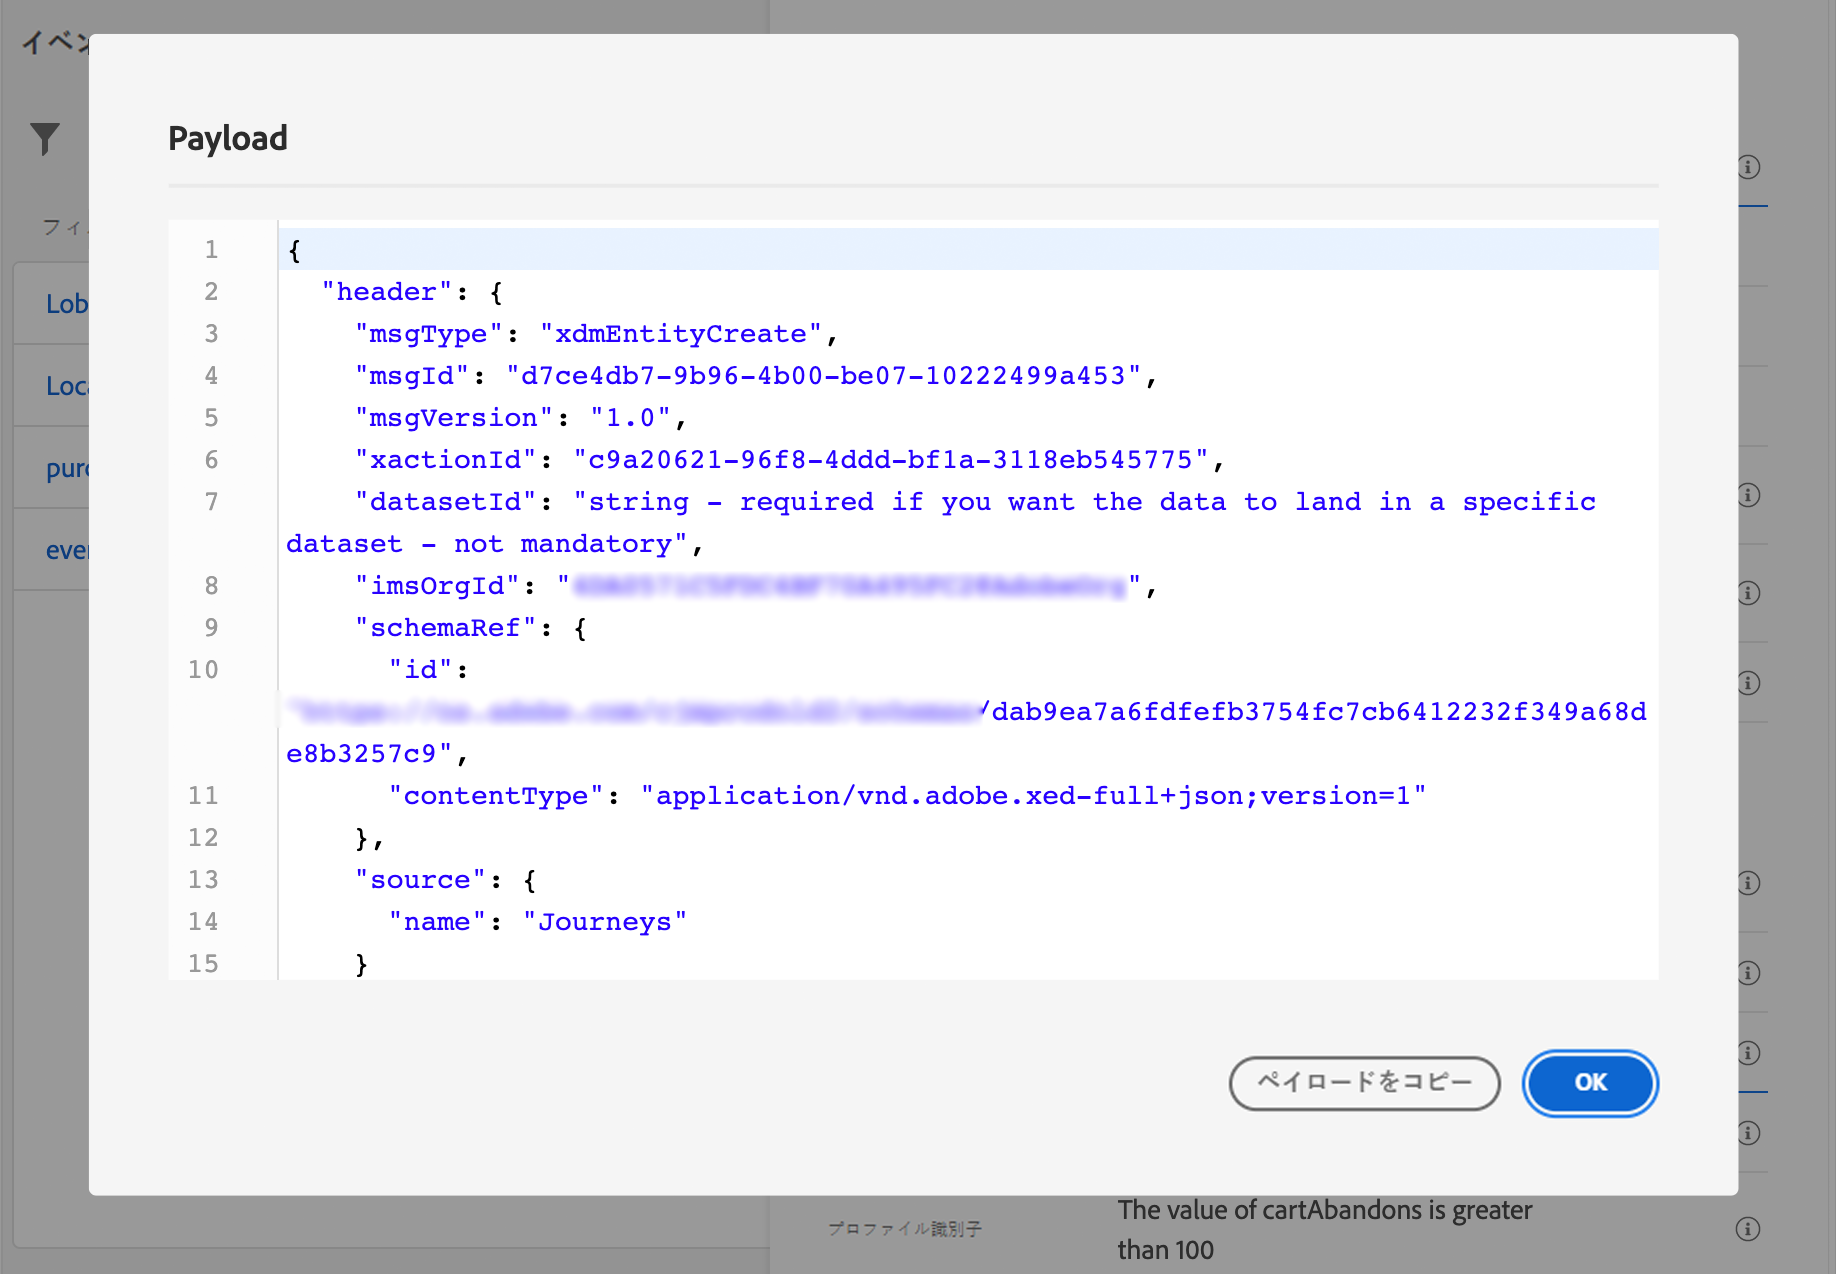 イベン
フィ
Lob
Loca
purc
ever
Payload
1 {
2 "header": {
3 "msgType": "xdmEntityCreate",
4 "msgId": "d7ce4db7-9b96-4b00-be07-10222499a453",
5 "msgVersion": "1.0",
6 "xactionId": "c9a20621-96f8-4ddd-bf1a-3118eb545775",
7 "datasetId": "string - required if you want the data to land in a specific
dataset - not mandatory",
8 "imsOrgId": "",
9 "schemaRef": {
10 "id":
/dab9ea7a6fdfefb3754fc7cb6412232f349a68d
e8b3257c9",
11 "contentType": "application/vnd.adobe.xed-full+json;version=1"
12 },
13 "source": {
14 "name": "Journeys"
15 }
ペイロードをコピー
OK
プロファイル識別子
The value of cartAbandons is greater
than 100